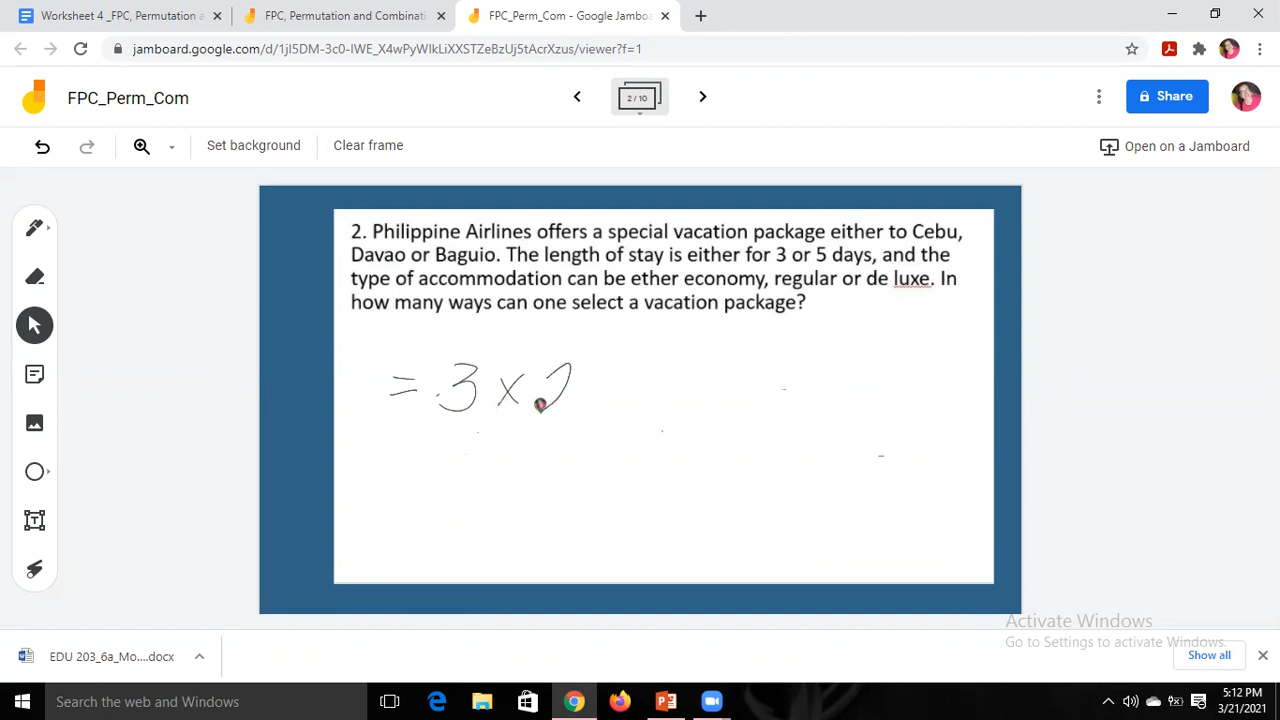 Worksheet 4 _FPC, Permutation a
FPC, Permutation and Combinati
FPC_Perm_Com - Google Jamboa
jamboard.google.com/d/1jI5DM-3c0-IWE_X4wPyWIkLiXXSTZeBzUj5tAcrXzus/viewer?f=1
FPC_Perm_Com
2 / 10
Share
Set background
Clear frame
Open on a Jamboard
2. Philippine Airlines offers a special vacation package either to Cebu,
Davao or Baguio. The length of stay is either for 3 or 5 days, and the
type of accommodation can be ether economy, regular or de luxe. In
how many ways can one select a vacation package?
= 3 x 2
Activate Windows
Go to Settings to activate Windows.
EDU 203_6a_Mo....docx
Show all
Search the web and Windows
5:12 PM
3/21/2021